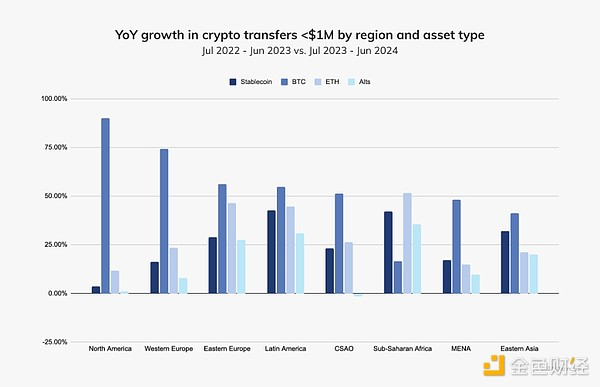 YoY growth in crypto transfers <$1M by region and asset type
Jul 2022 - Jun 2023 vs. Jul 2023 - Jun 2024
Stablecoin BTC ETH Alts
100.00%
75.00%
50.00%
25.00%
0.00%
-25.00%
North America Western Europe Eastern Europe Latin America CSAO Sub-Saharan Africa MENA Eastern Asia
金色财经